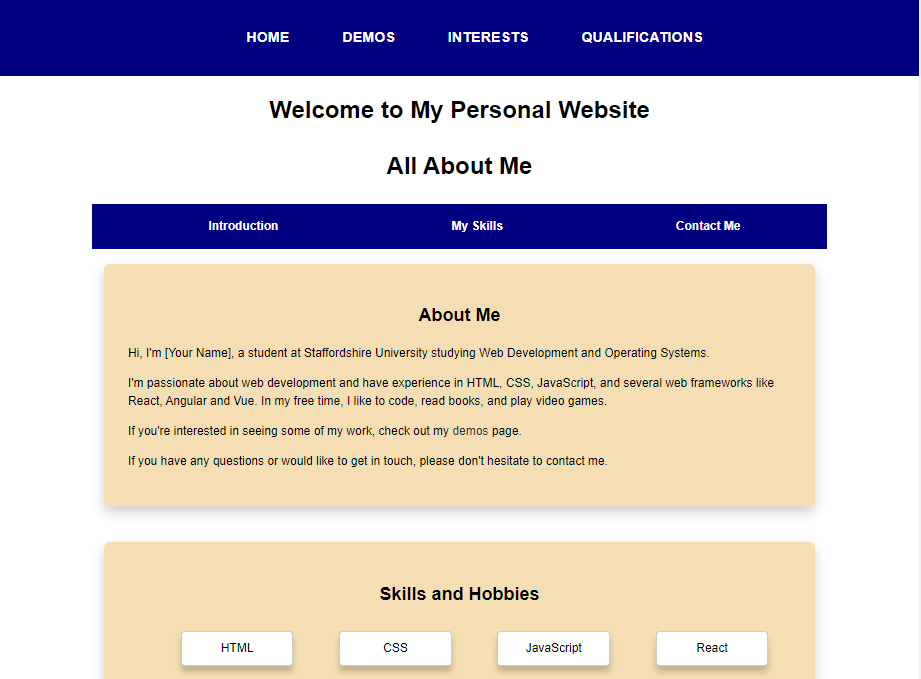 HOME DEMOS INTERESTS QUALIFICATIONS
Welcome to My Personal Website
All About Me
Introduction My Skills Contact Me
About Me
Hi, I'm [Your Name], a student at Staffordshire University studying Web Development and Operating Systems.
I'm passionate about web development and have experience in HTML, CSS, JavaScript, and several web frameworks like
React, Angular and Vue. In my free time, I like to code, read books, and play video games.
If you're interested in seeing some of my work, check out my demos page.
If you have any questions or would like to get in touch, please don't hesitate to contact me.
Skills and Hobbies
HTML CSS JavaScript React